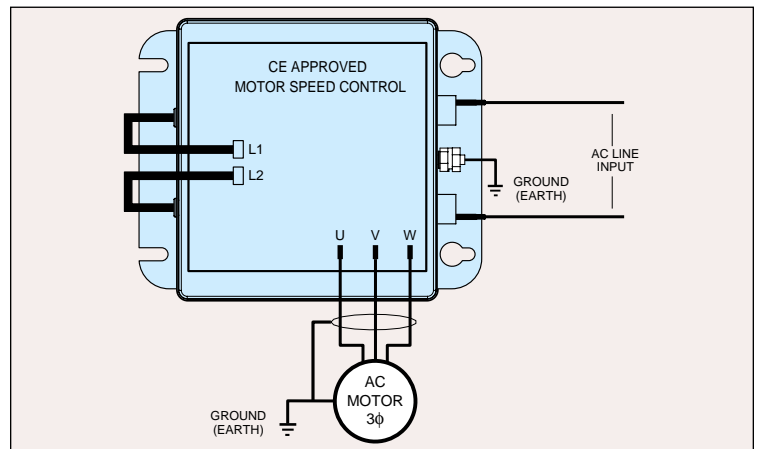 CE APPROVED
MOTOR SPEED CONTROL
L1
L2
AC LINE
INPUT
GROUND
(EARTH)
U V W
AC
MOTOR
3ϕ
GROUND
(EARTH)